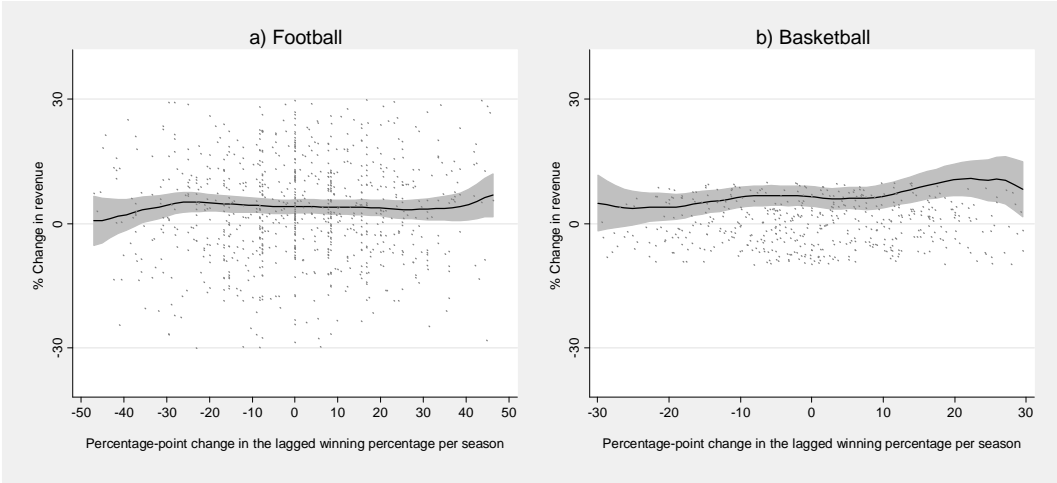 a) Football
% Change in revenue
30
0
-30
-50 -40 -30 -20 -10 0 10 20 30 40 50
Percentage-point change in the lagged winning percentage per season
b) Basketball
% Change in revenue
30
0
-30
-30 -20 -10 0 10 20 30
Percentage-point change in the lagged winning percentage per season